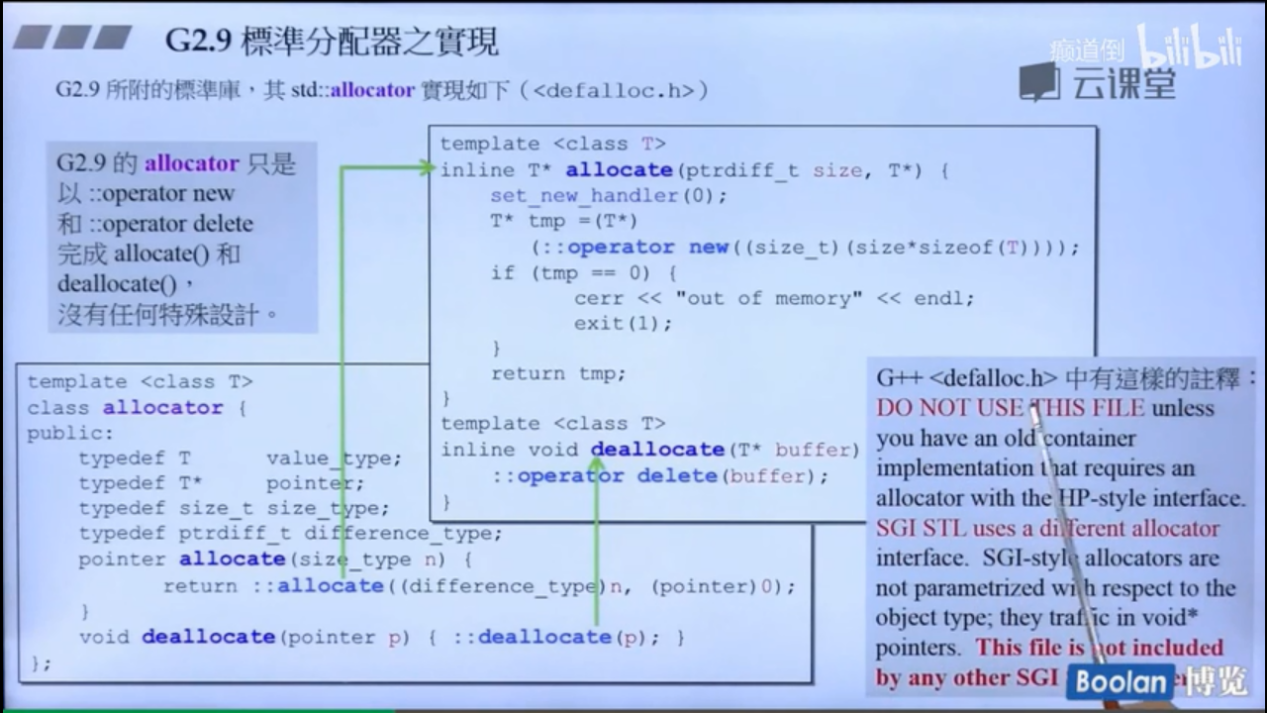 G2.9 標準分配器之實現
癫道倒 bilibili
云课堂
G2.9 所附的標準庫，其 std::allocator 實現如下（<defalloc.h>）
G2.9 的 allocator 只是
以 ::operator new
和 ::operator delete
完成 allocate() 和
deallocate()，
沒有任何特殊設計。
template <class T>
inline T* allocate(ptrdiff_t size, T*) {
set_new_handler(0);
T* tmp =(T*)
(::operator new((size_t)(size*sizeof(T))));
if (tmp == 0) {
cerr << "out of memory" << endl;
exit(1);
}
return tmp;
}
template <class T>
inline void deallocate(T* buffer)
::operator delete(buffer);
}
template <class T>
class allocator {
public:
typedef T value_type;
typedef T* pointer;
typedef size_t size_type;
typedef ptrdiff_t difference_type;
pointer allocate(size_type n) {
return ::allocate((difference_type)n, (pointer)0);
}
void deallocate(pointer p) { ::deallocate(p); }
};
G++ <defalloc.h> 中有這樣的註釋：
DO NOT USE THIS FILE unless
you have an old container
implementation that requires an
allocator with the HP-style interface.
SGI STL uses a different allocator
interface. SGI-style allocators are
not parametrized with respect to the
object type; they traffic in void*
pointers. This file is not included
by any other SGI
Boolan 博览